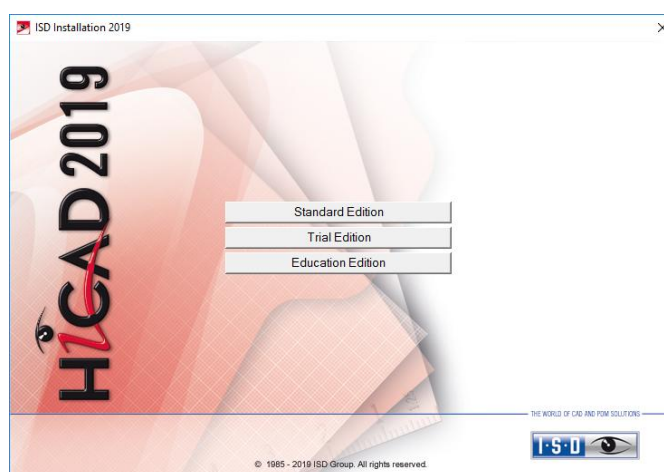 ISD Installation 2019
HiCAD 2019
Standard Edition
Trial Edition
Education Edition
THE WORLD OF CAD AND PDM SOLUTIONS
I·S·D
© 1985 - 2019 ISD Group. All rights reserved.